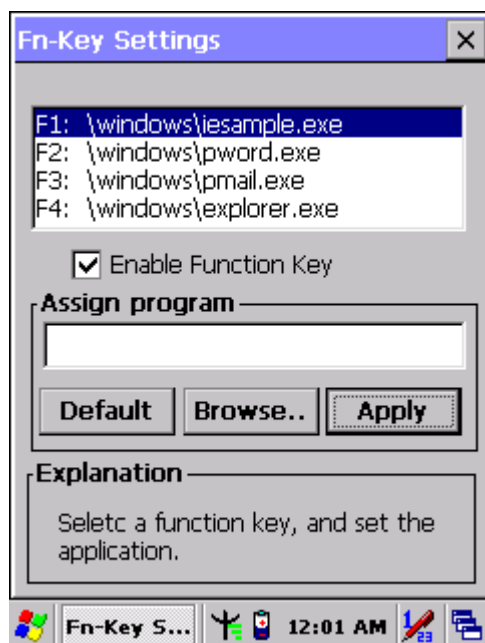 Fn-Key Settings
F1: \windows\iesample.exe
F2: \windows\pword.exe
F3: \windows\pmail.exe
F4: \windows\explorer.exe
Enable Function Key
Assign program
Default Browse.. Apply
Explanation
Seletc a function key, and set the
application.
Fn-Key S... 12:01 AM 1 23